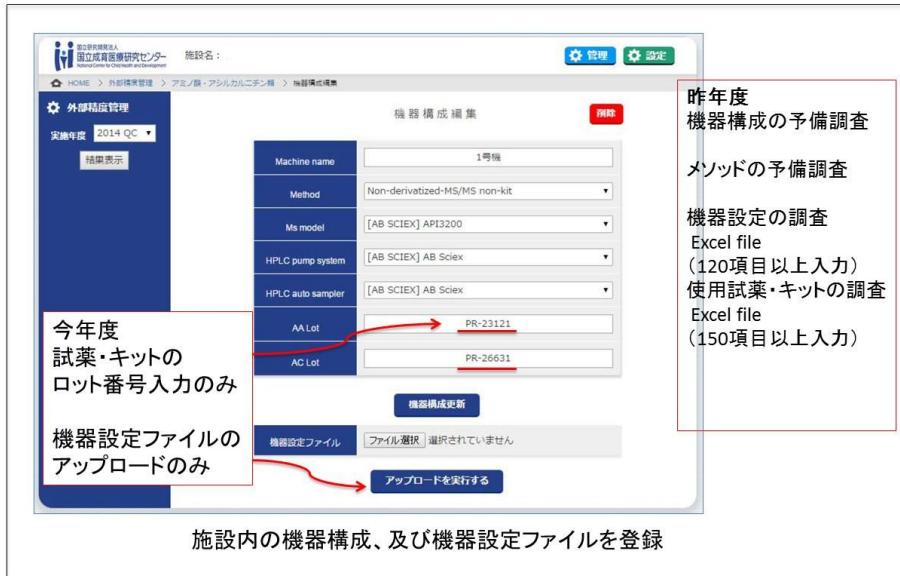 国立研究開発法人
国立成育医療研究センター
National Center for Child Health and Development
施設名：
管理
設定
HOME > 外部精度管理 > アミノ酸・アシルカルニチン類 > 機器構成編集
外部精度管理
実施年度 2014 QC
結果表示
機器構成編集
削除
Machine name 1号機
Method Non-derivatized-MS/MS non-kit
Ms model [AB SCIEX] API3200
HPLC pump system [AB SCIEX] AB Sciex
HPLC auto sampler [AB SCIEX] AB Sciex
AA Lot PR-23121
AC Lot PR-26631
機器構成更新
機器設定ファイル ファイル選択 選択されていません
アップロードを実行する
今年度
試薬・キットの
ロット番号入力のみ
機器設定ファイルの
アップロードのみ
昨年度
機器構成の予備調査
メソッドの予備調査
機器設定の調査
Excel file
（120項目以上入力）
使用試薬・キットの調査
Excel file
（150項目以上入力）
施設内の機器構成、及び機器設定ファイルを登録